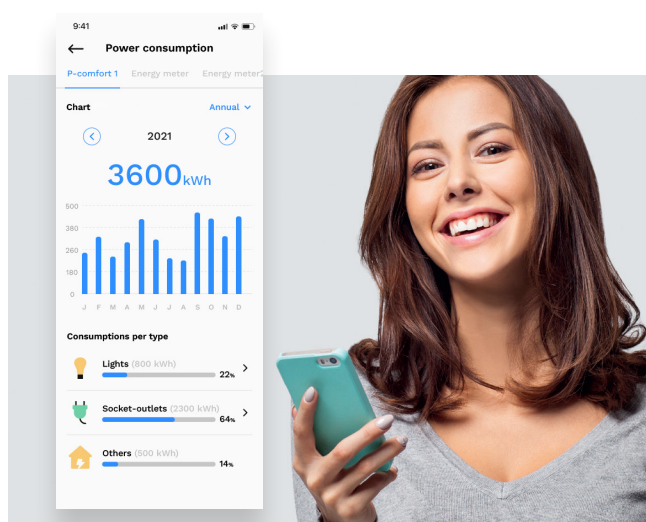 9:41
Power consumption
P-comfort 1 Energy meter Energy meter2
Chart Annual
2021
3600kWh
500
380
260
180
0
J F M A M J J A S O N D
Consumptions per type
Lights (800 kWh)
22%
Socket-outlets (2300 kWh)
64%
Others (500 kWh)
14%